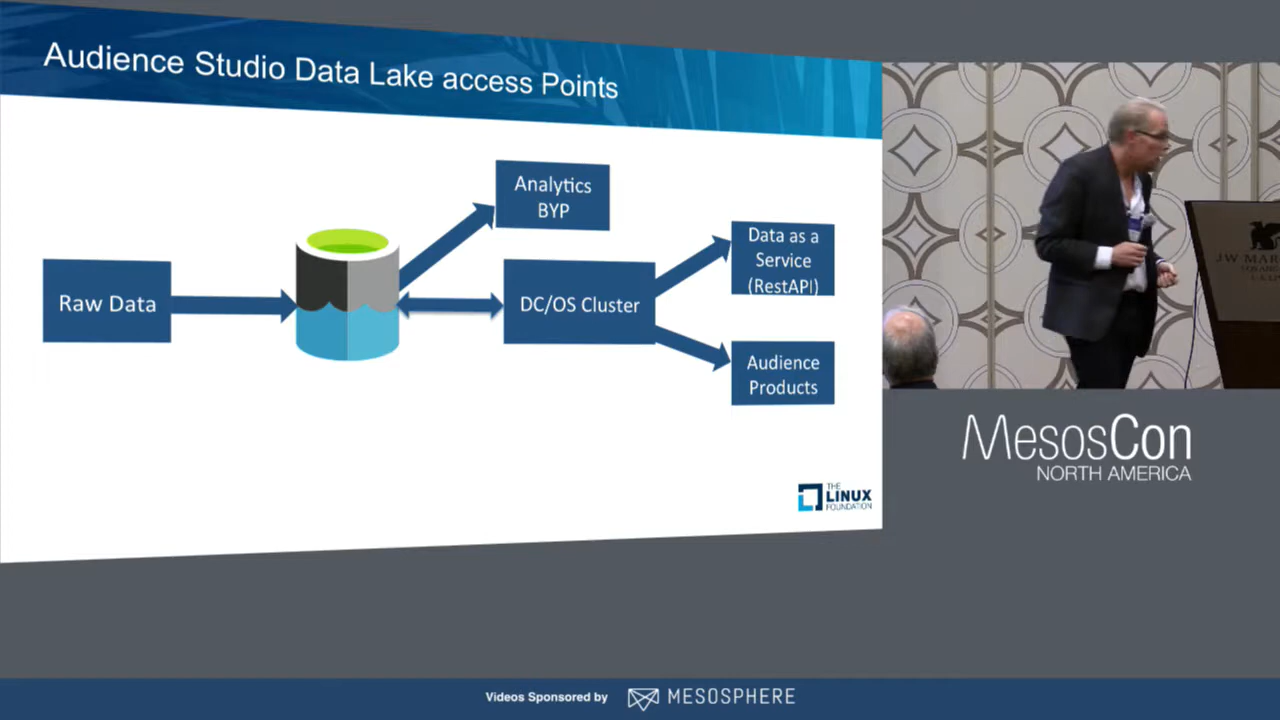 Audience Studio Data Lake access Points
Raw Data
Analytics
BYP
DC/OS Cluster
Data as a
Service
(RestAPI)
Audience
Products
THE
LINUX
FOUNDATION
MesosCon
NORTH AMERICA
Videos Sponsored by
MESOSPHERE